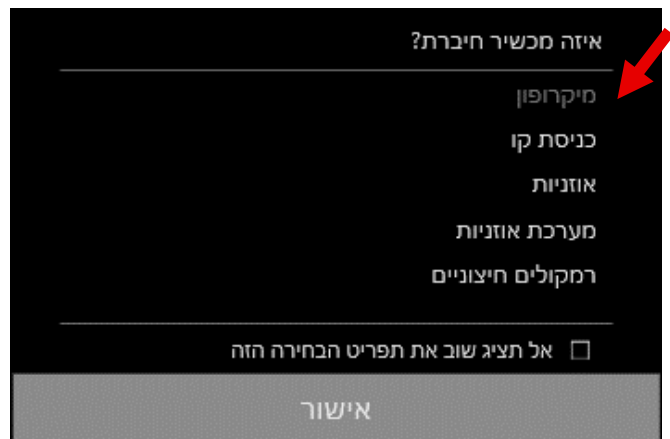 איזה מכשיר חיברת?
מיקרופון
כניסת קו
אוזניות
מערכת אוזניות
רמקולים חיצוניים
אל תציג שוב את תפריט הבחירה הזה
אישור